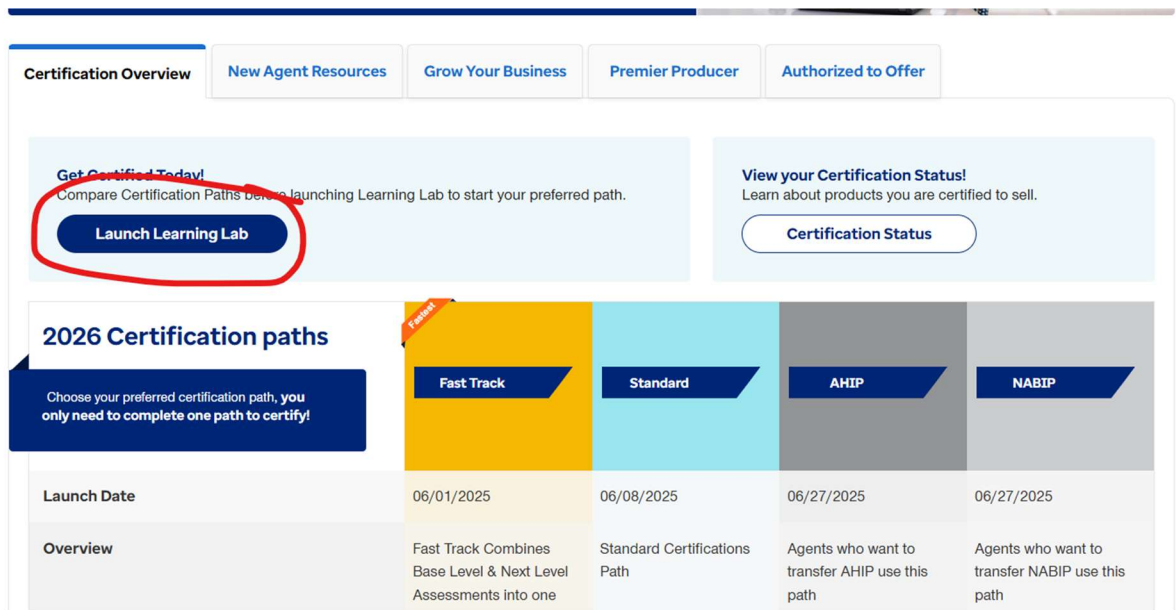 Certification Overview
New Agent Resources
Grow Your Business
Premier Producer
Authorized to Offer
Get Certified Today!
Compare Certification Paths before launching Learning Lab to start your preferred path.
Launch Learning Lab
View your Certification Status!
Learn about products you are certified to sell.
Certification Status
2026 Certification paths
Choose your preferred certification path, you
only need to complete one path to certify!
Fastest
Fast Track
Standard
AHIP
NABIP
Launch Date
06/01/2025
06/08/2025
06/27/2025
06/27/2025
Overview
Fast Track Combines
Base Level & Next Level
Assessments into one
Standard Certifications
Path
Agents who want to
transfer AHIP use this
path
Agents who want to
transfer NABIP use this
path